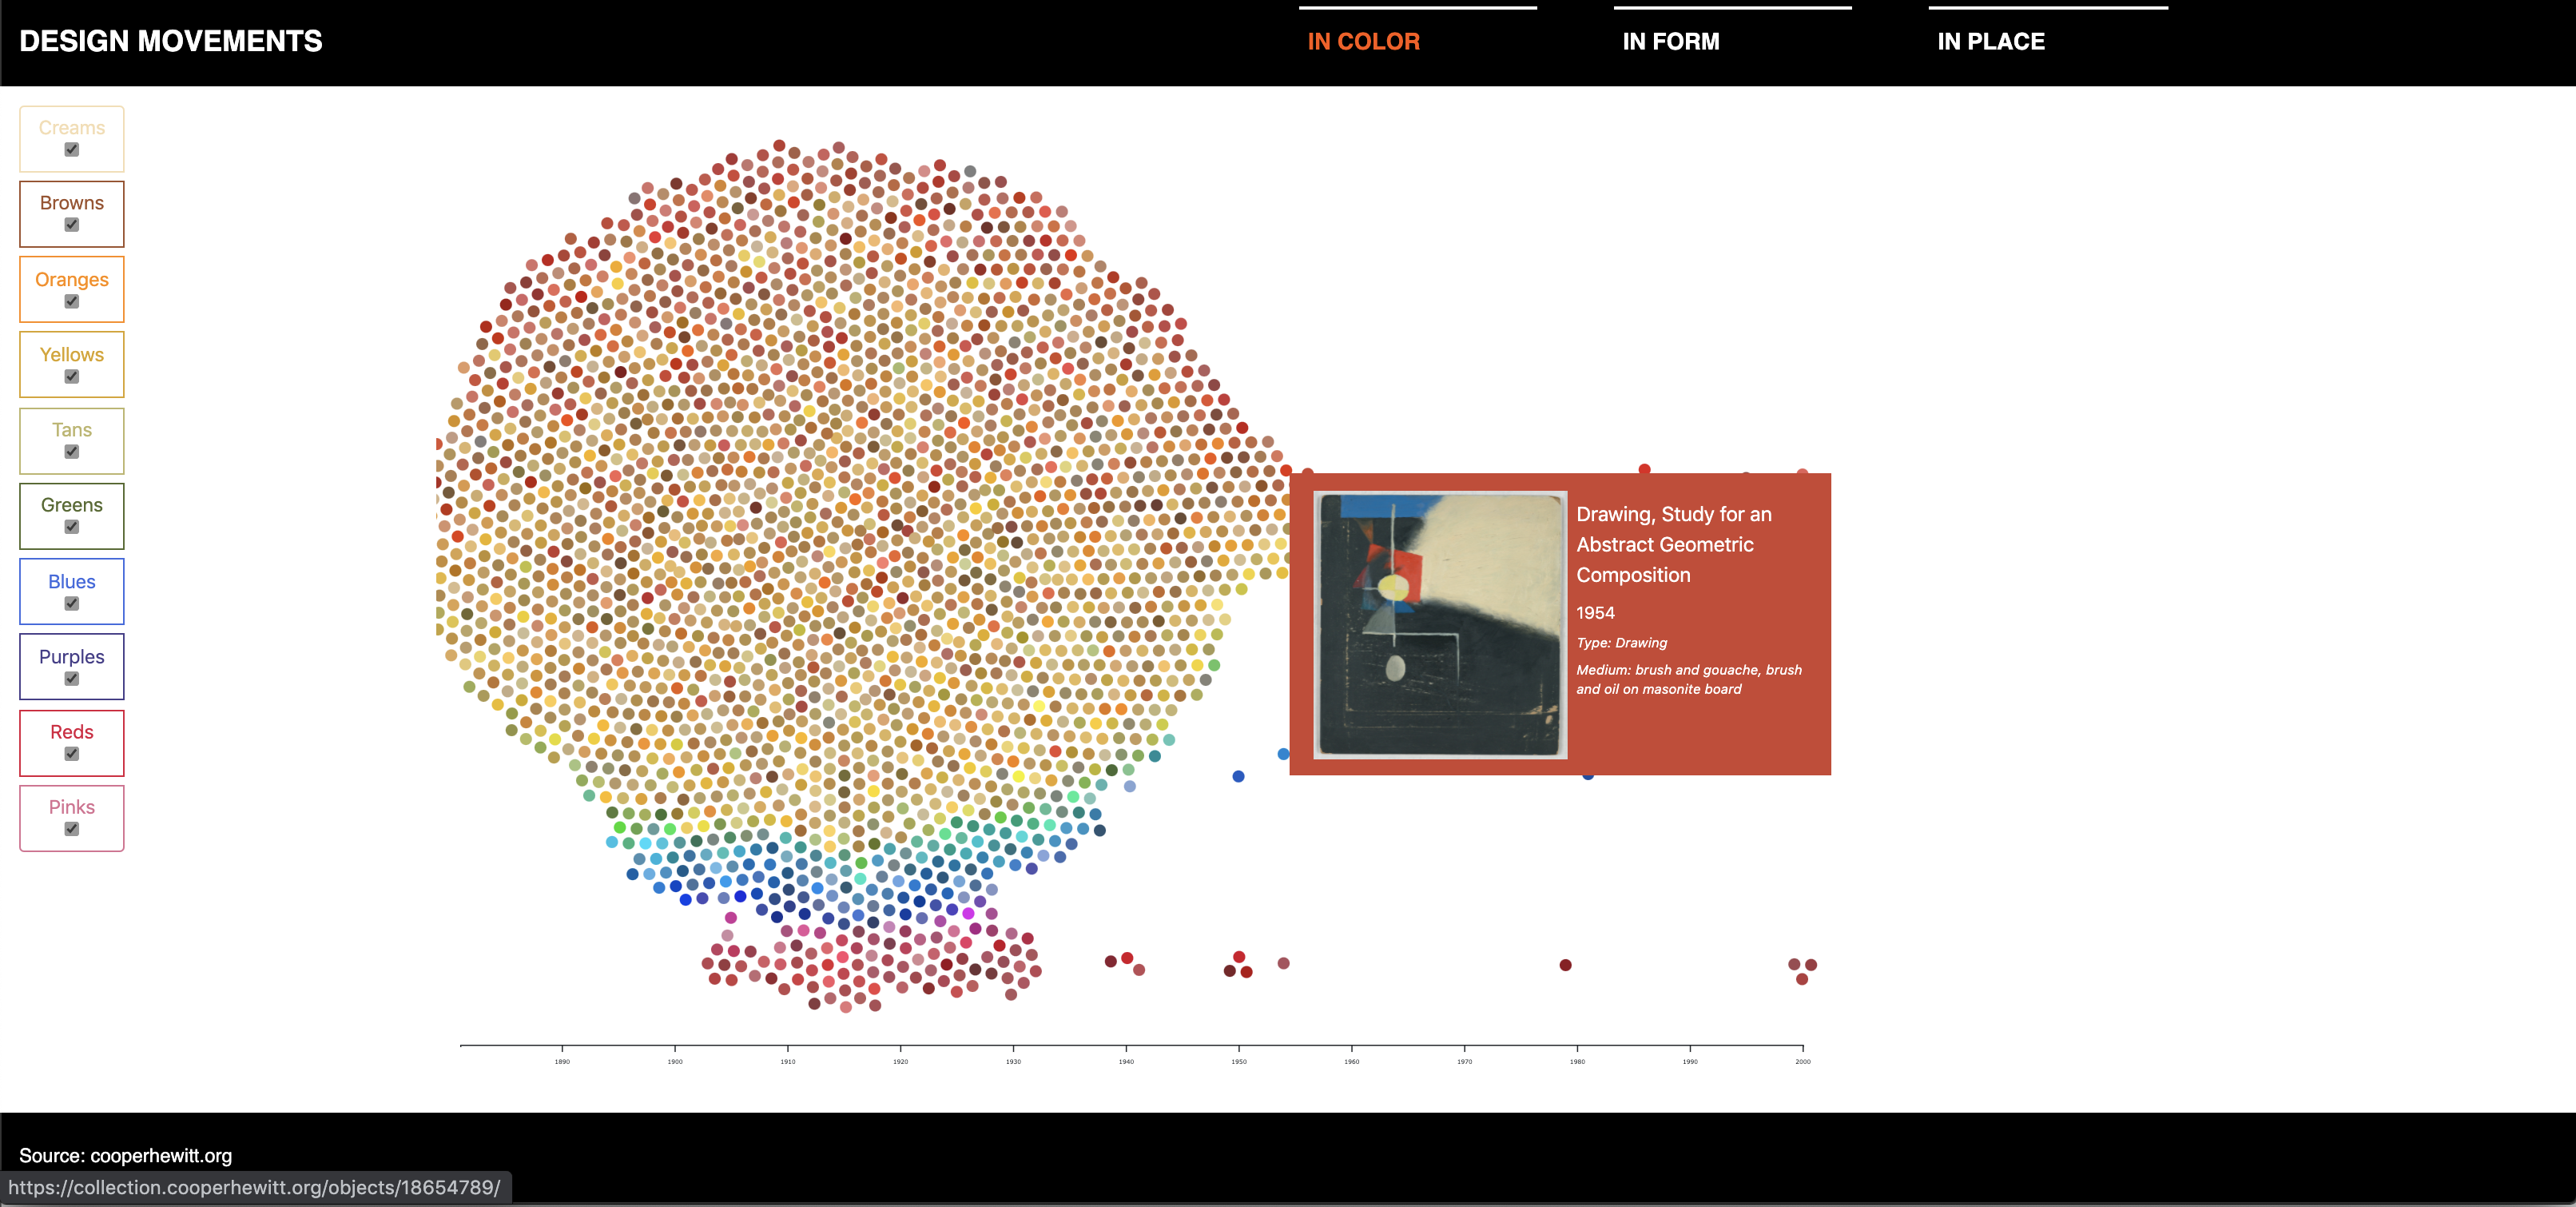 DESIGN MOVEMENTS
IN COLOR
IN FORM
IN PLACE
Creams
Browns
Oranges
Yellows
Tans
Greens
Blues
Purples
Reds
Pinks
Drawing, Study for an
Abstract Geometric
Composition
1954
Type: Drawing
Medium: brush and gouache, brush
and oil on masonite board
1890 1900 1910 1920 1930 1940 1950 1960 1970 1980 1990 2000
Source: cooperhewitt.org
https://collection.cooperhewitt.org/objects/18654789/